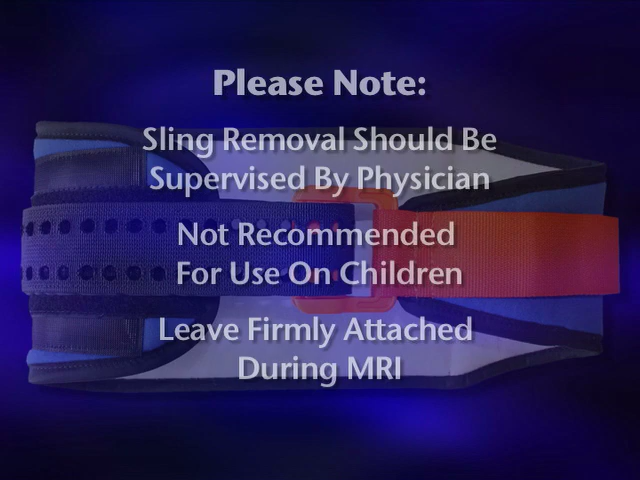 Please Note:
Sling Removal Should Be
Supervised By Physician
Not Recommended
For Use On Children
Leave Firmly Attached
During MRI